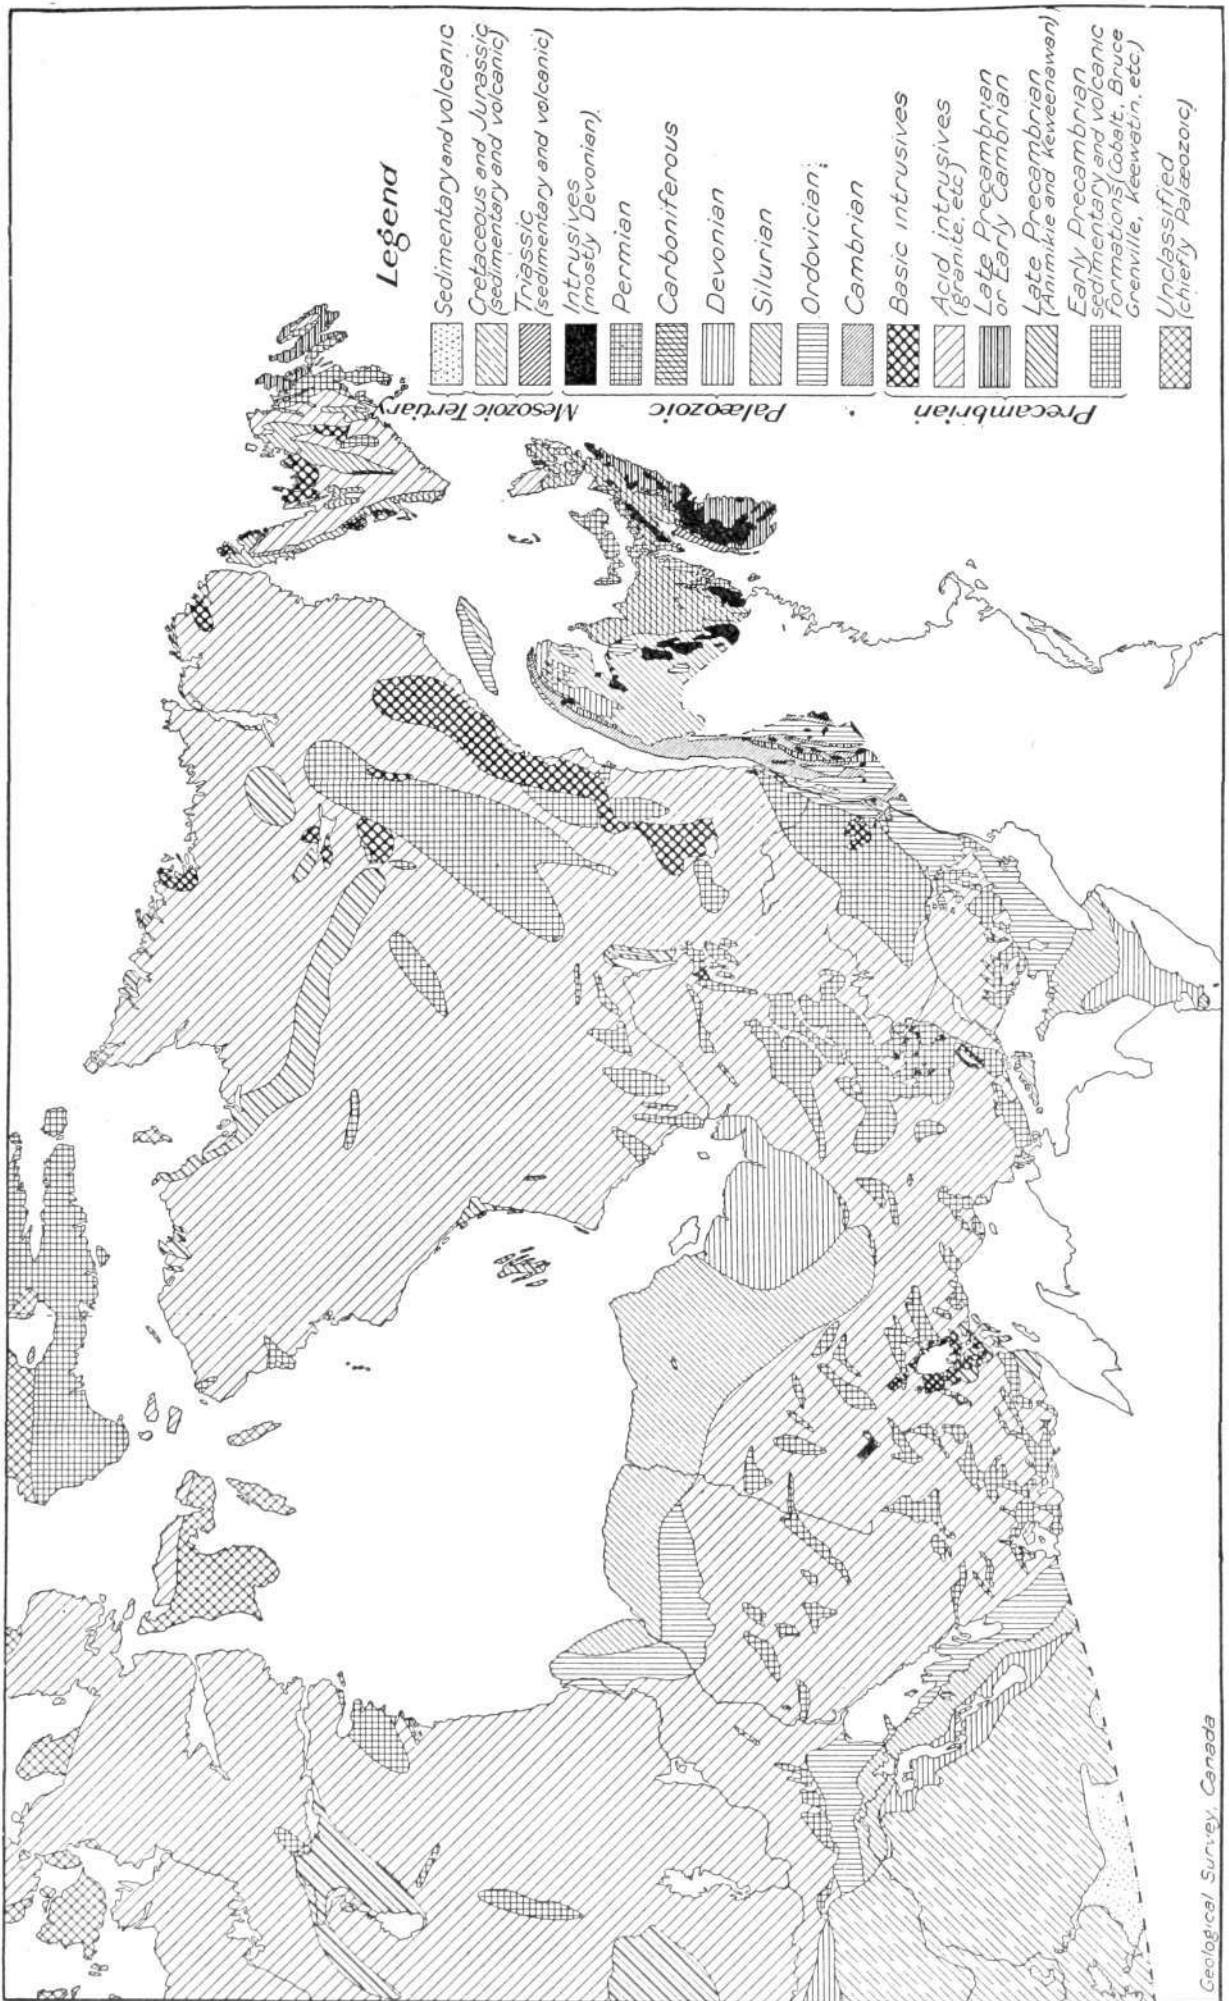 Legend
Tertiary
Sedimentary and volcanic
Mesozoic
Cretaceous and Jurassic
(sedimentary and volcanic)
Triassic
(sedimentary and volcanic)
Palæozoic
Intrusives
(mostly Devonian)
Permian
Carboniferous
Devonian
Silurian
Ordovician
Cambrian
Precambrian
Basic intrusives
Acid intrusives
(granite, etc)
Late Precambrian
or Early Cambrian
Late Precambrian
(Animikie and Keweenawan)
Early Precambrian
sedimentary and volcanic
formations (Cobalt, Bruce
Grenville, Keewatin, etc.)
Unclassified
(chiefly Palæozoic)
Geological Survey, Canada